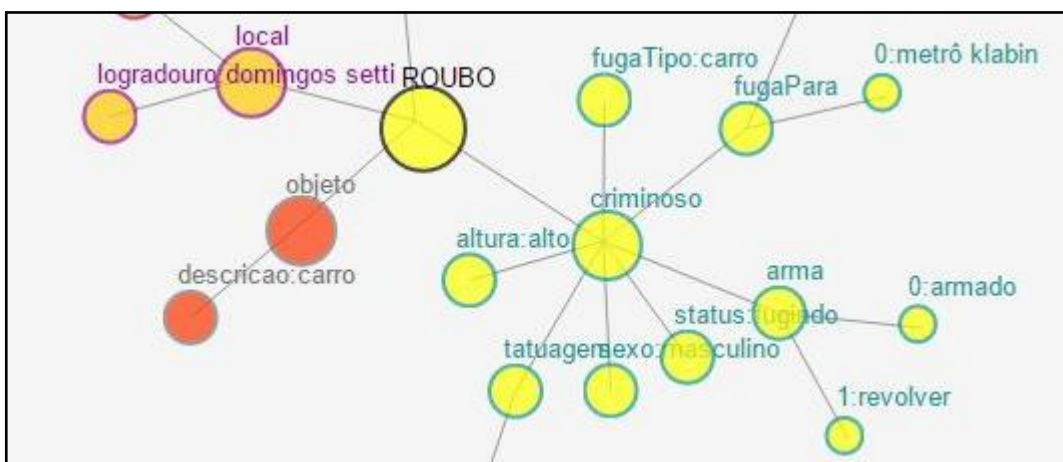 local
fugaTipo:carro
0:metrô klabin
logradouro:domingos setti
ROUBO
fugaPara
objeto
criminoso
altura:alto
descricao:carro
arma
0:armado
status:fugindo
tatuagem
sexo:masculino
1:revolver